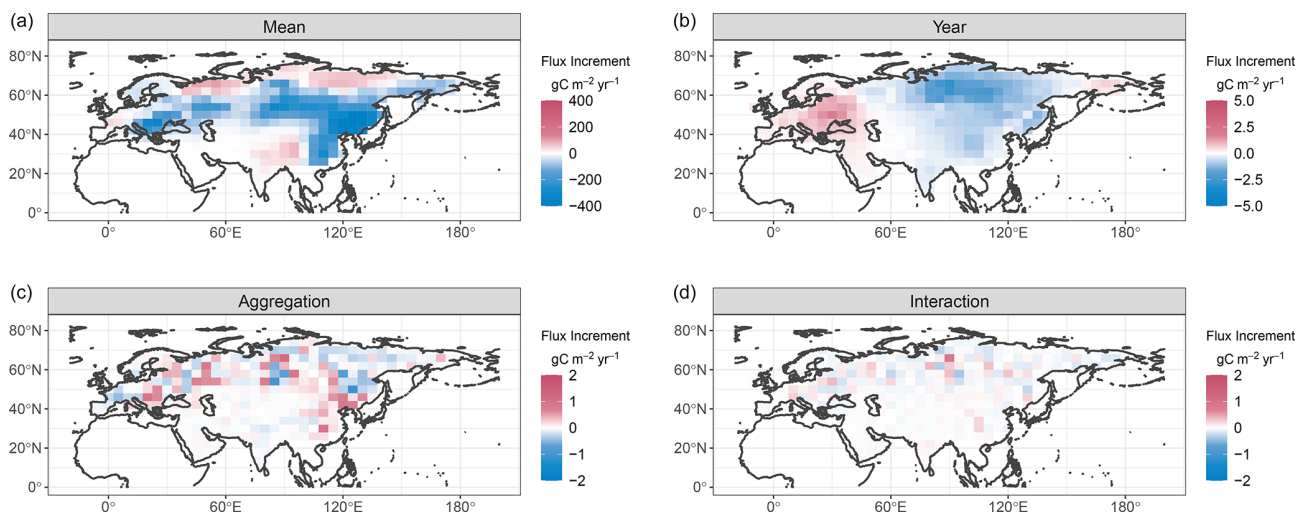 (a)
Mean
80°N
60°N
40°N
20°N
0°
0°
60°E
120°E
180°
Flux Increment
gC m⁻² yr⁻¹
400
200
0
−200
−400
(b)
Year
80°N
60°N
40°N
20°N
0°
0°
60°E
120°E
180°
Flux Increment
gC m⁻² yr⁻¹
5.0
2.5
0.0
−2.5
−5.0
(c)
Aggregation
80°N
60°N
40°N
20°N
0°
0°
60°E
120°E
180°
Flux Increment
gC m⁻² yr⁻¹
2
1
0
−1
−2
(d)
Interaction
80°N
60°N
40°N
20°N
0°
0°
60°E
120°E
180°
Flux Increment
gC m⁻² yr⁻¹
2
1
0
−1
−2